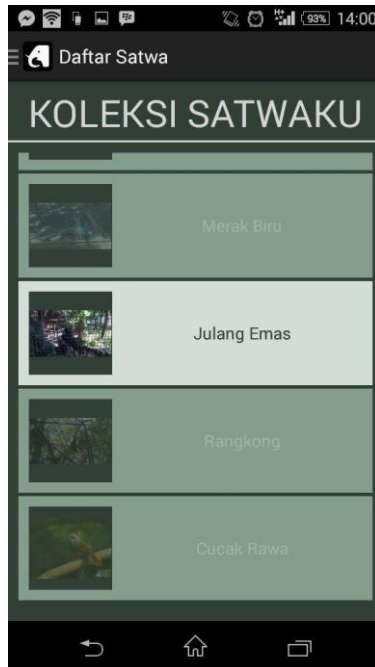 93% 14:00
Daftar Satwa
KOLEKSI SATWAKU
Merak Biru
Julang Emas
Rangkong
Cucak Rawa